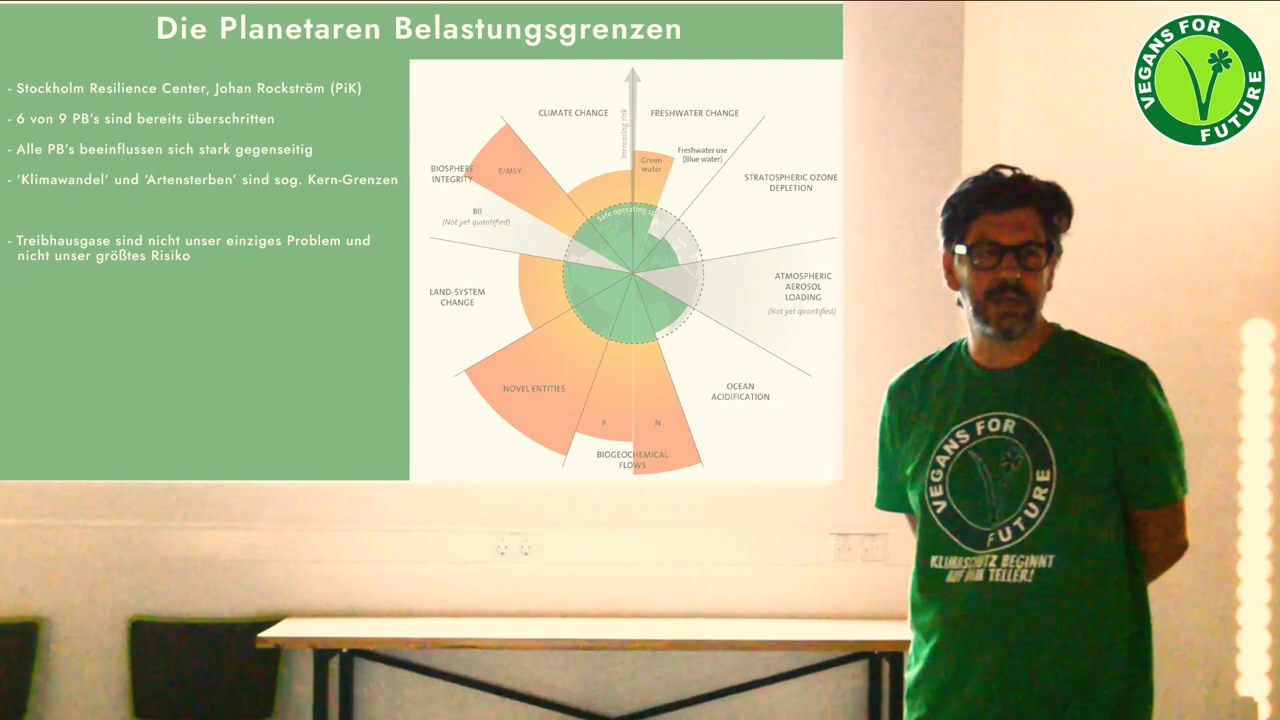 Die Planetaren Belastungsgrenzen
- Stockholm Resilience Center, Johan Rockström (PiK)
- 6 von 9 PB's sind bereits überschritten
- Alle PB's beeinflussen sich stark gegenseitig
- ‘Klimawandel’ und ‘Artensterben’ sind sog. Kern-Grenzen
- Treibhausgase sind nicht unser einziges Problem und
nicht unser größtes Risiko
CLIMATE CHANGE
Increasing risk
FRESHWATER CHANGE
Green
water
Freshwater use
(Blue water)
STRATOSPHERIC OZONE
DEPLETION
BIOSPHERE
INTEGRITY
E/MSY
BII
(Not yet quantified)
Safe operating
LAND-SYSTEM
CHANGE
ATMOSPHERIC
AEROSOL
LOADING
(Not yet quantified)
NOVEL ENTITIES
OCEAN
ACIDIFICATION
P
N
BIOGEOCHEMICAL
FLOWS
VEGANS FOR
FUTURE
VEGANS FOR
FUTURE
KLIMASCHUTZ BEGINNT
AUF DEM TELLER!